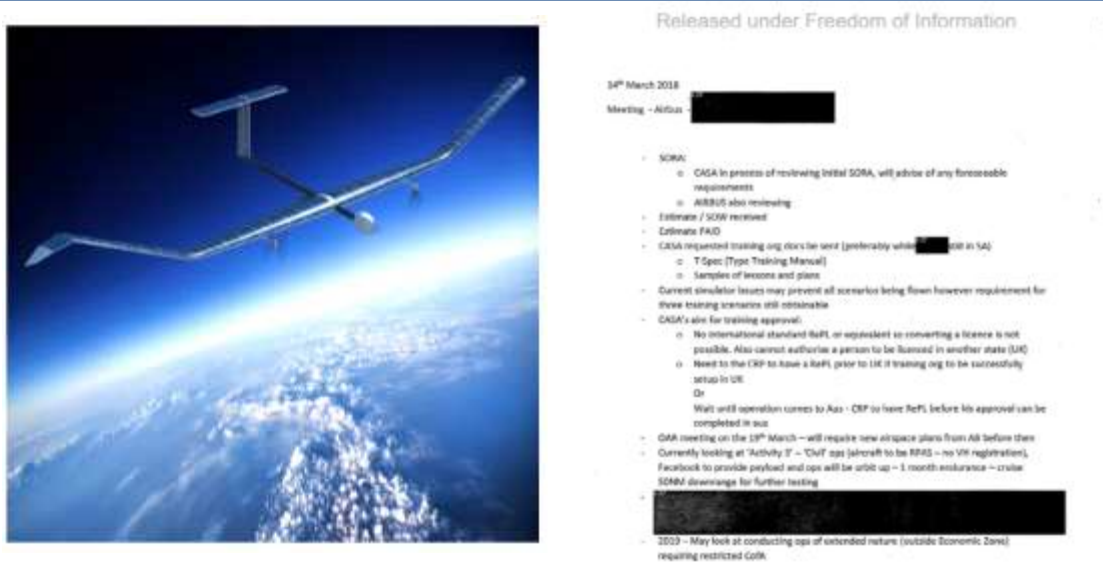 Released under Freedom of Information
March 2018
Meeting - Airbus -
- SORA:
o CASA in process of reviewing initial SORA, will advise of any foreseeable
requirements
o AIRBUS also reviewing
- Estimate / SOW received
- Estimate PAID
- CASA requested training org docs be sent (preferably while still in SA)
o T-Spec (Type Training Manual)
o Samples of lessons and plans
- Current simulator issues may prevent all scenarios being flown however requirement for
three training scenarios still obtainable
- CASA's aim for training approval:
o No international standard RePL or equivalent so converting a licence is not
possible. Also cannot authorise a person to be licenced in another state (UK)
o Need to the CRP to have a RePL prior to UK if training org to be successfully
setup in UK
Or
Wait until operation comes to Aus - CRP to have RePL before his approval can be
completed in aus
- OAR meeting on the 19th March – will require new airspace plans from AB before then
- Currently looking at 'Activity 3' – 'Civil' ops (aircraft to be RPAS – no VH registration),
Facebook to provide payload and ops will be orbit up – 1 month endurance – cruise
50NM downrange for further testing
-
- 2019 – May look at conducting ops of extended nature (outside Economic Zone)
requiring restricted CofA